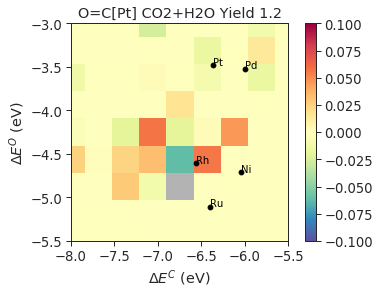 O=C[Pt] CO2+H2O Yield 1.2
−3.0
−3.5
−4.0
−4.5
−5.0
−5.5
ΔE^O (eV)
Pt
Pd
Rh
Ni
Ru
−8.0 −7.5 −7.0 −6.5 −6.0 −5.5
ΔE^C (eV)
0.100
0.075
0.050
0.025
0.000
−0.025
−0.050
−0.075
−0.100